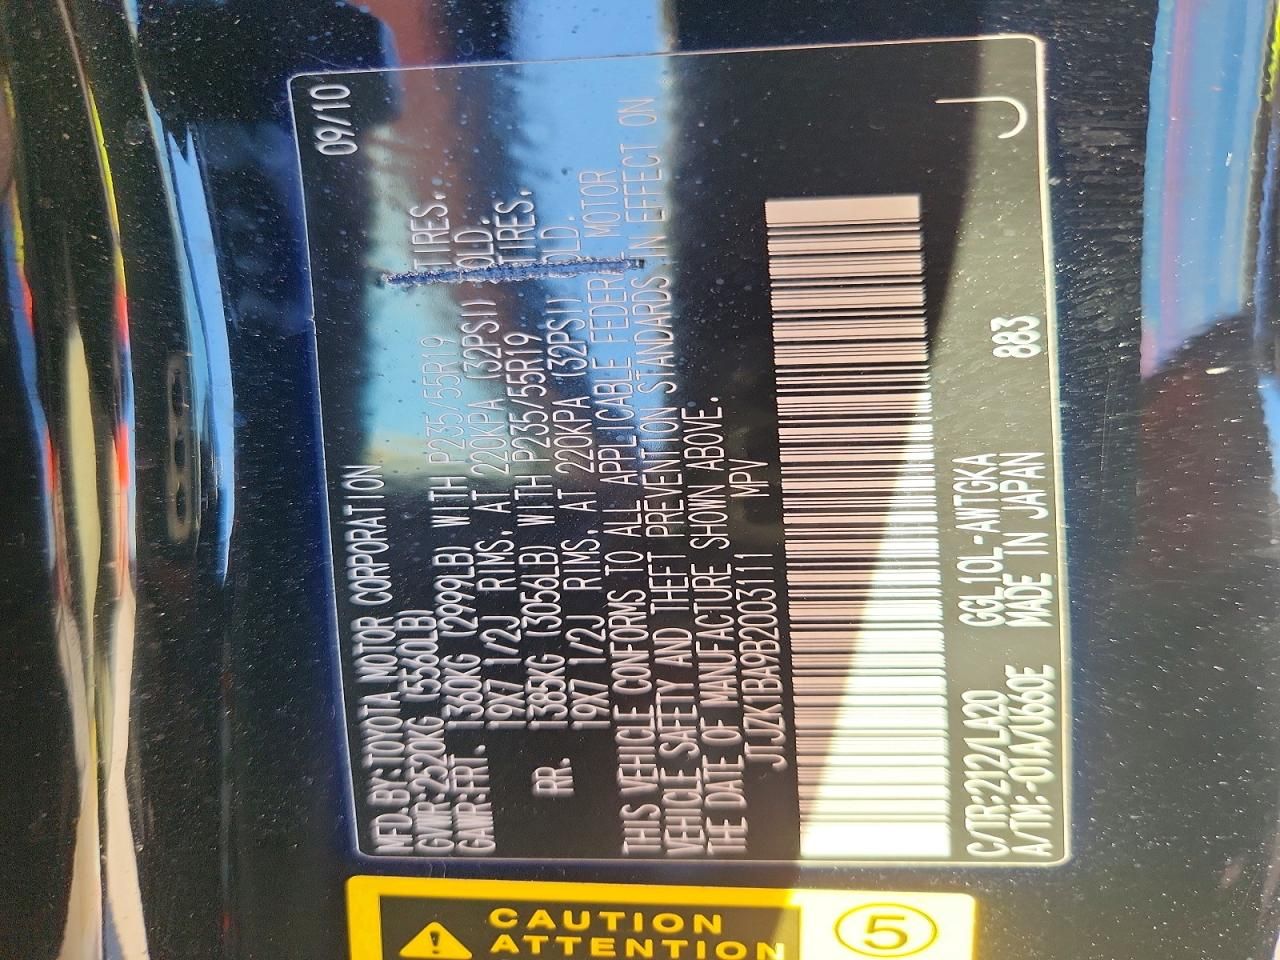 MFD. BY: TOYOTA MOTOR CORPORATION 09/10
GVWR: 2520KG (5560LB)
GAWR: FRT. 1360KG (2999LB) WITH P235/55R19 TIRES.
19X7 1/2J RIMS, AT 220KPA (32PSI) COLD.
RR. 1385KG (3056LB) WITH P235/55R19 TIRES.
19X7 1/2J RIMS, AT 220KPA (32PSI) COLD.
THIS VEHICLE CONFORMS TO ALL APPLICABLE FEDERAL MOTOR
VEHICLE SAFETY AND THEFT PREVENTION STANDARDS IN EFFECT ON
THE DATE OF MANUFACTURE SHOWN ABOVE.
JTJZK1BA9B2003111 MPV
C/TR: 212/LA20 GGL10L-AWTGKA
A/TM: -01A/U660E MADE IN JAPAN 883 J
CAUTION
ATTENTION
5